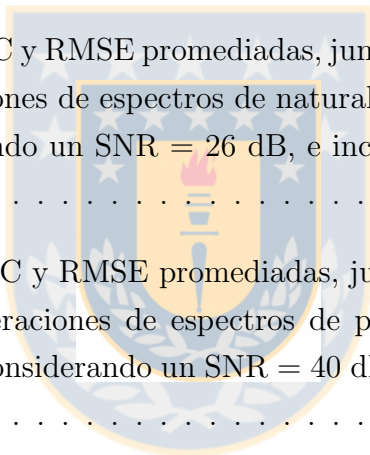 C y RMSE promediadas, jun
ones de espectros de natural
ndo un SNR = 26 dB, e inc
. . . . . . . . . . . . . . .
C y RMSE promediadas, ju
eraciones de espectros de p
onsiderando un SNR = 40 d
. . . . . . . . . . . . . . .